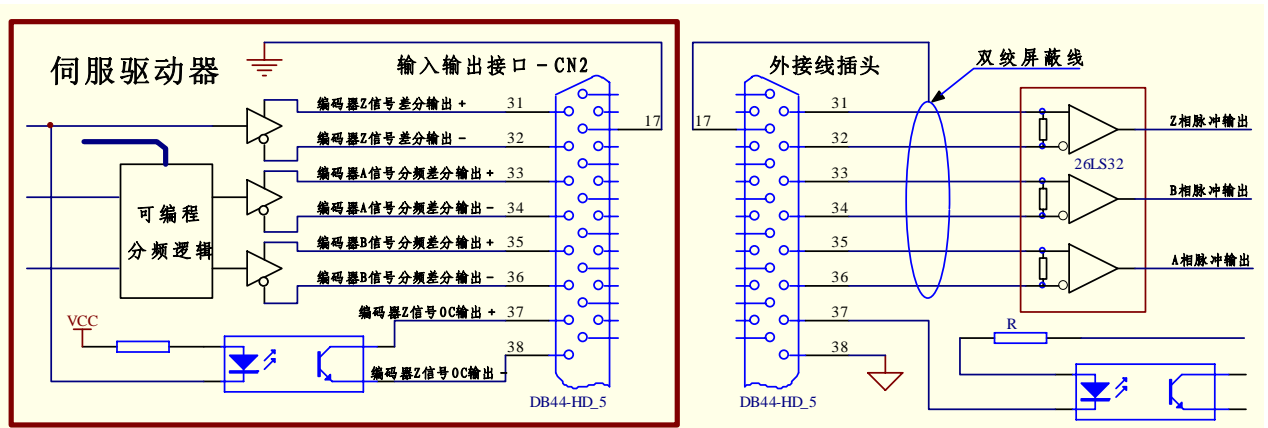 伺服驱动器
输入输出接口－CN2
外接线插头
双绞屏蔽线
编码器Z信号差分输出+ 31
17
17
31
Z相脉冲输出
编码器Z信号差分输出- 32
32
26LS32
编码器A信号分频差分输出+ 33
33
可编程
分频逻辑
编码器A信号分频差分输出- 34
34
B相脉冲输出
编码器B信号分频差分输出+ 35
35
A相脉冲输出
编码器B信号分频差分输出- 36
36
VCC
编码器Z信号OC输出+ 37
37
R
38
38
编码器Z信号OC输出-
DB44-HD_5
DB44-HD_5